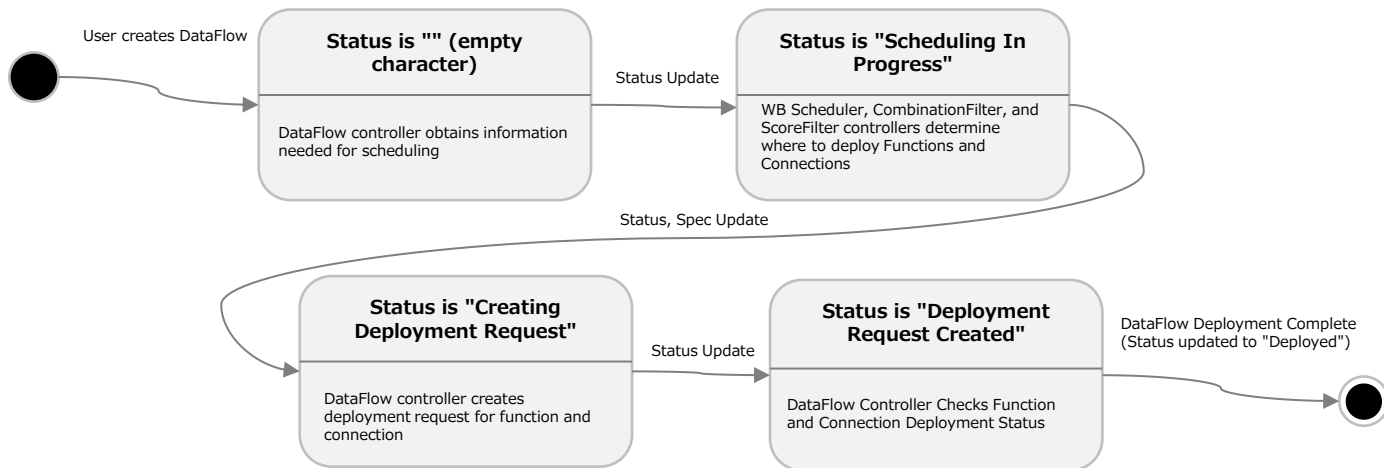 User creates DataFlow
Status is "" (empty
character)
DataFlow controller obtains information
needed for scheduling
Status Update
Status is "Scheduling In
Progress"
WB Scheduler, CombinationFilter, and
ScoreFilter controllers determine
where to deploy Functions and
Connections
Status, Spec Update
Status is "Creating
Deployment Request"
DataFlow controller creates
deployment request for function and
connection
Status Update
Status is "Deployment
Request Created"
DataFlow Controller Checks Function
and Connection Deployment Status
DataFlow Deployment Complete
(Status updated to "Deployed")